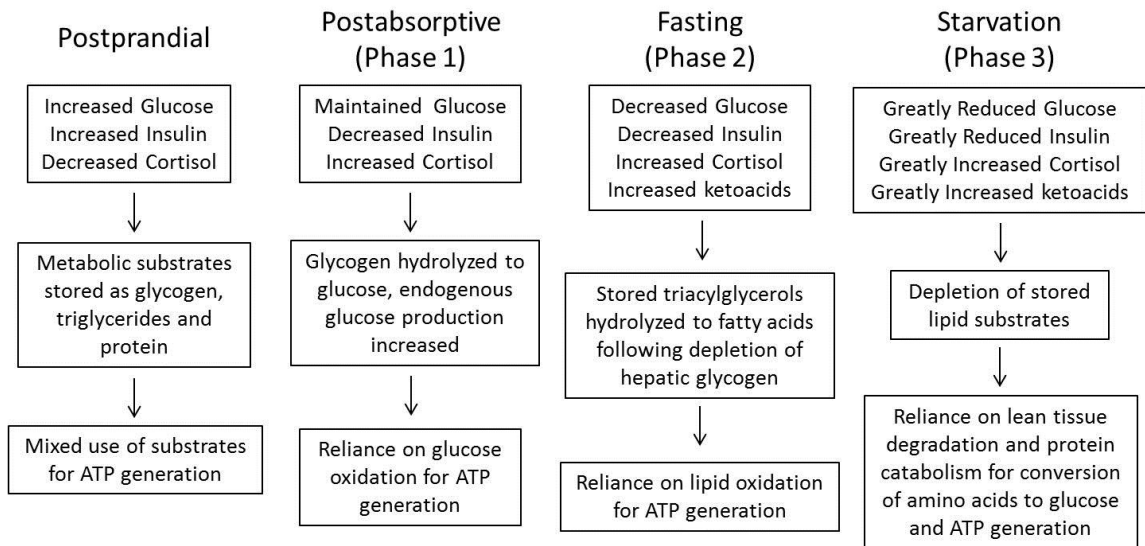 Postprandial
Increased Glucose
Increased Insulin
Decreased Cortisol
Metabolic substrates
stored as glycogen,
triglycerides and
protein
Mixed use of substrates
for ATP generation
Postabsorptive
(Phase 1)
Maintained Glucose
Decreased Insulin
Increased Cortisol
Glycogen hydrolyzed to
glucose, endogenous
glucose production
increased
Reliance on glucose
oxidation for ATP
generation
Fasting
(Phase 2)
Decreased Glucose
Decreased Insulin
Increased Cortisol
Increased ketoacids
Stored triacylglycerols
hydrolyzed to fatty acids
following depletion of
hepatic glycogen
Reliance on lipid oxidation
for ATP generation
Starvation
(Phase 3)
Greatly Reduced Glucose
Greatly Reduced Insulin
Greatly Increased Cortisol
Greatly Increased ketoacids
Depletion of stored
lipid substrates
Reliance on lean tissue
degradation and protein
catabolism for conversion
of amino acids to glucose
and ATP generation